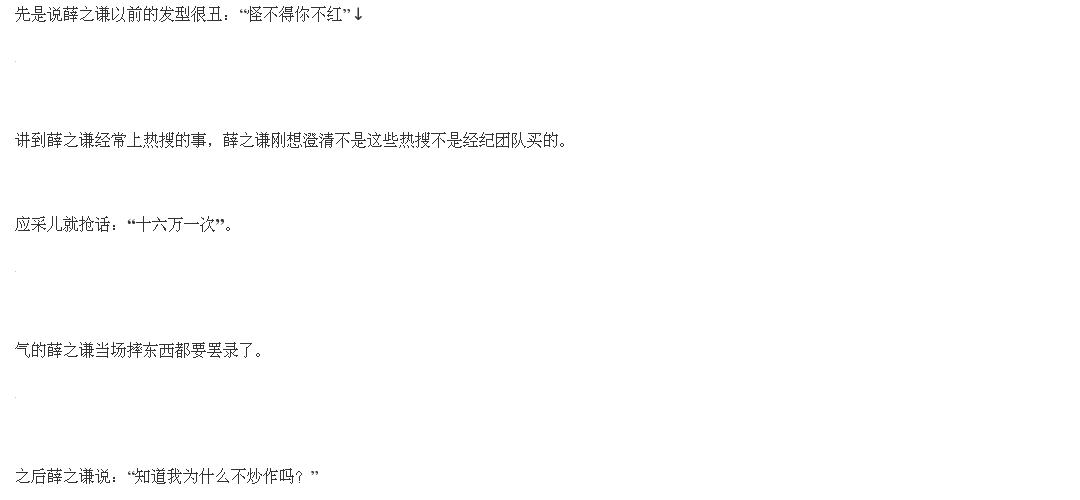 先是说薛之谦以前的发型很丑：“怪不得你不红”↓
讲到薛之谦经常上热搜的事，薛之谦刚想澄清不是这些热搜不是经纪团队买的。
应采儿就抢话：“十六万一次”。
气的薛之谦当场摔东西都要罢录了。
之后薛之谦说：“知道我为什么不炒作吗？”